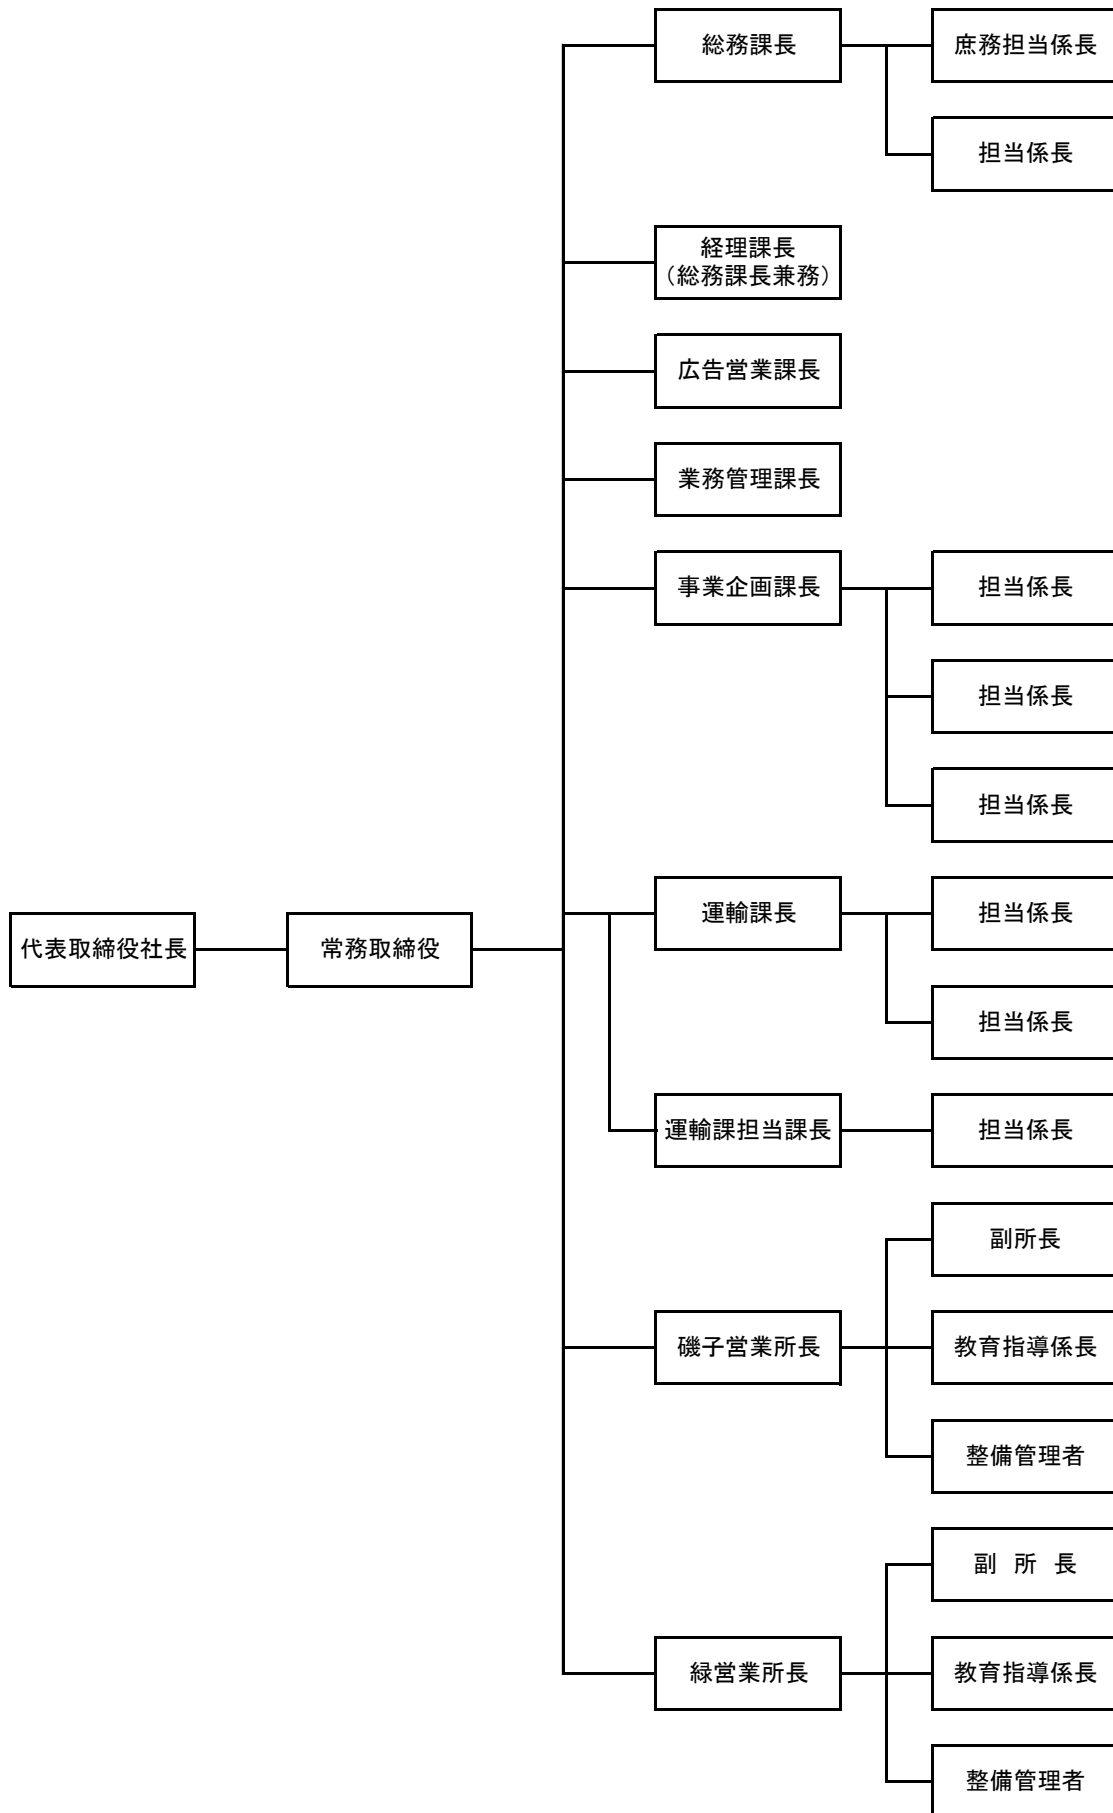 総務課長
庶務担当係長
担当係長
経理課長
（総務課長兼務）
広告営業課長
業務管理課長
事業企画課長
担当係長
担当係長
担当係長
代表取締役社長
常務取締役
運輸課長
担当係長
担当係長
運輸課担当課長
担当係長
副所長
磯子営業所長
教育指導係長
整備管理者
副 所 長
緑営業所長
教育指導係長
整備管理者